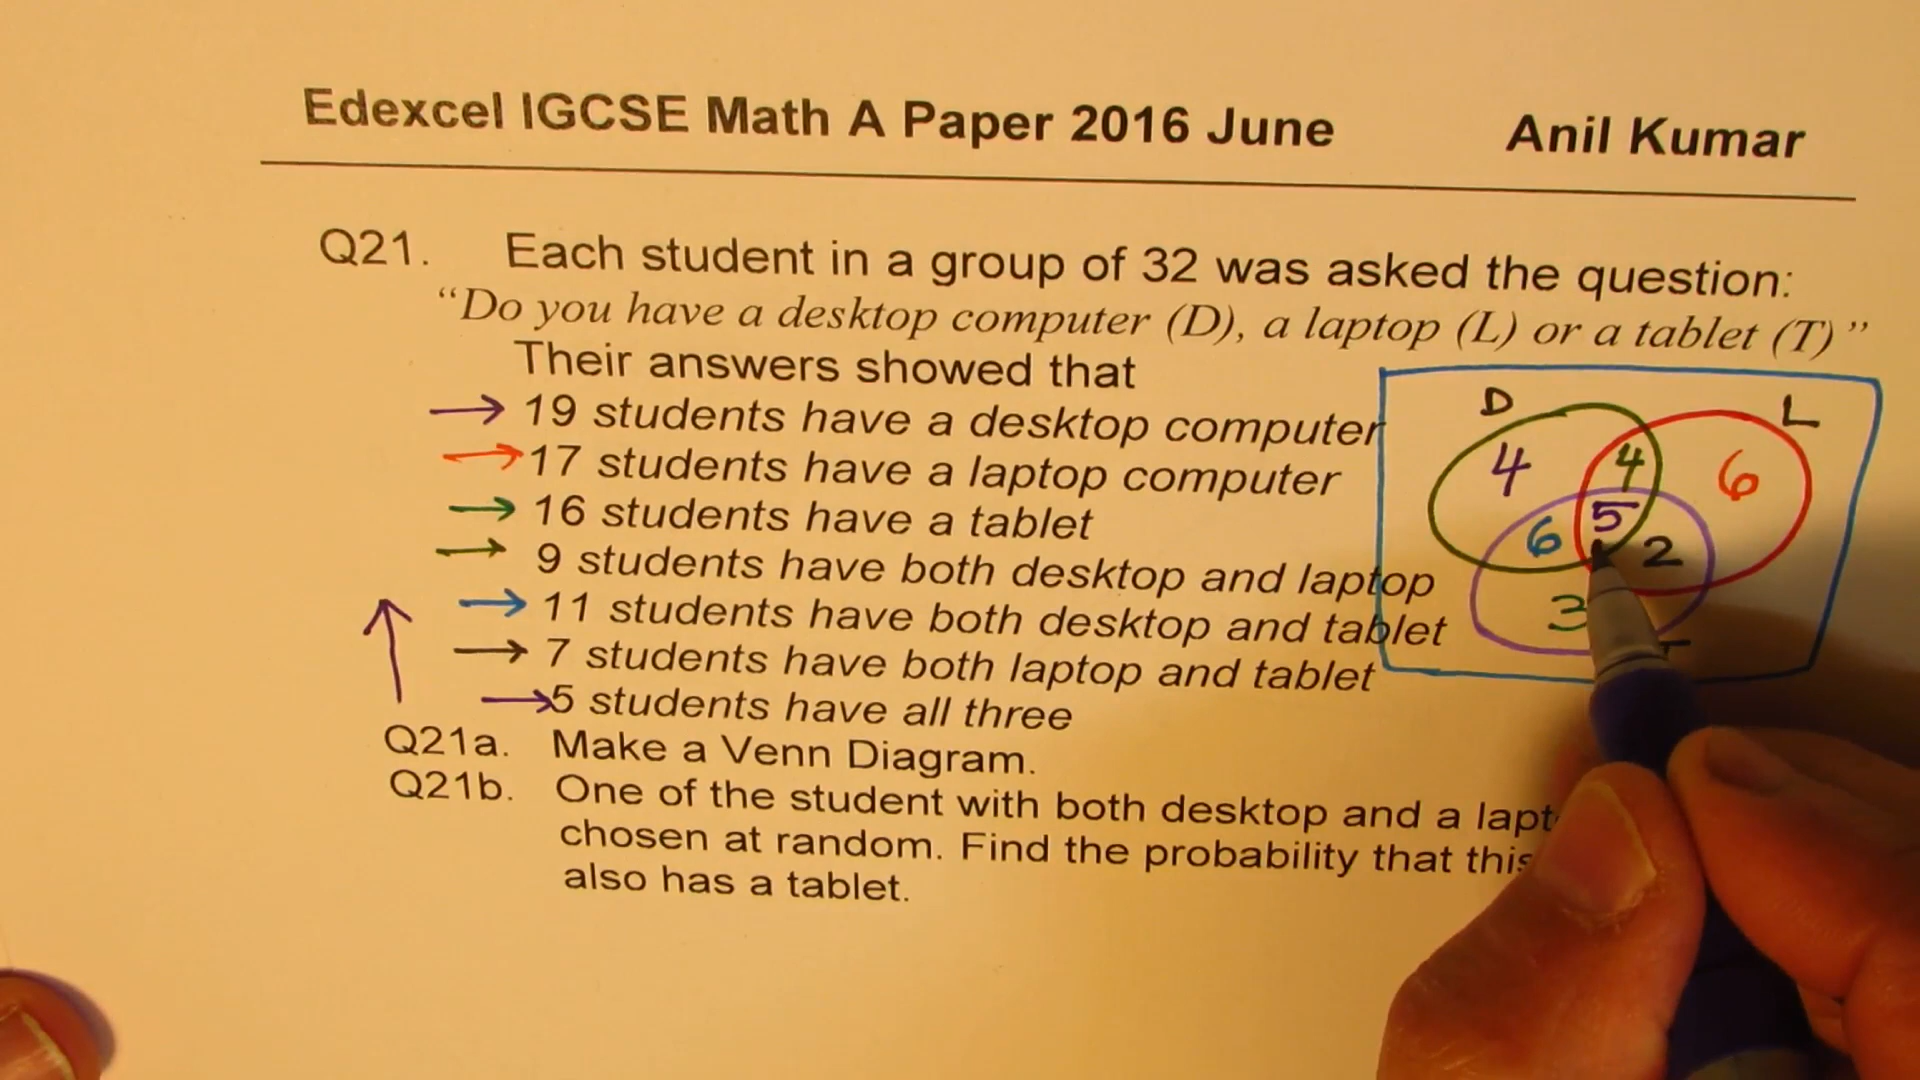 Edexcel IGCSE Math A Paper 2016 June Anil Kumar
Q21. Each student in a group of 32 was asked the question:
“Do you have a desktop computer (D), a laptop (L) or a tablet (T)”
Their answers showed that
19 students have a desktop computer
17 students have a laptop computer
16 students have a tablet
9 students have both desktop and laptop
11 students have both desktop and tablet
7 students have both laptop and tablet
5 students have all three
Q21a. Make a Venn Diagram.
Q21b. One of the student with both desktop and a
chosen at random. Find the probability that
also has a tablet.
D L
4 4 6
5
6 2
3